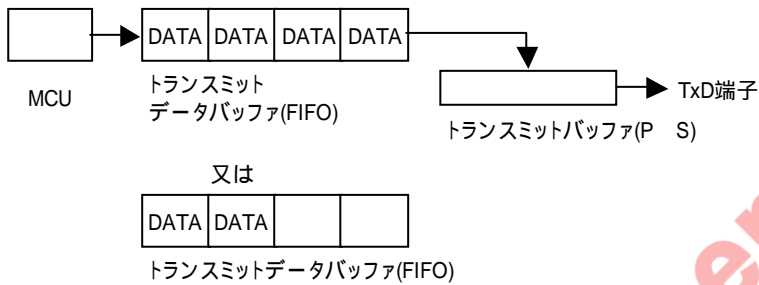 DATA DATA DATA DATA
MCU
トランスミット
データバッファ(FIFO)
TxD端子
トランスミットバッファ(P S)
又は
DATA DATA
トランスミットデータバッファ(FIFO)